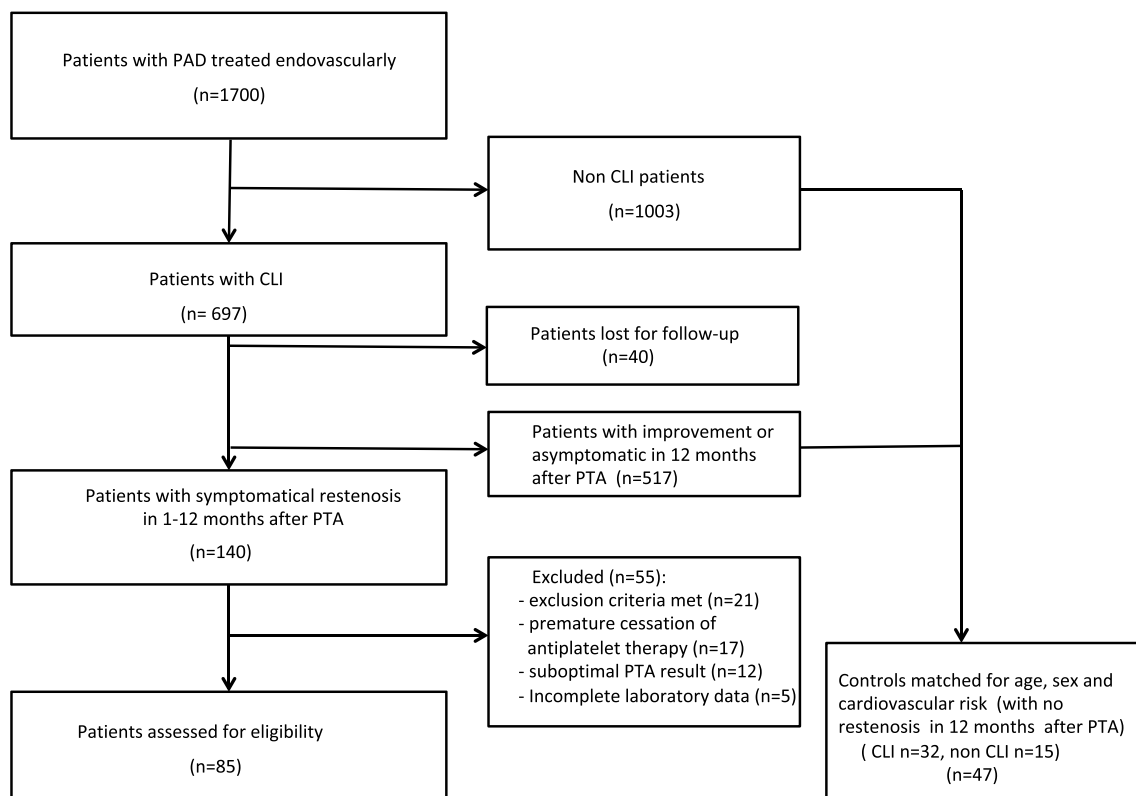 Patients with PAD treated endovascularly
(n=1700)
Non CLI patients
(n=1003)
Patients with CLI
(n= 697)
Patients lost for follow-up
(n=40)
Patients with improvement or
asymptomatic in 12 months
after PTA (n=517)
Patients with symptomatical restenosis
in 1-12 months after PTA
(n=140)
Excluded (n=55):
- exclusion criteria met (n=21)
- premature cessation of
antiplatelet therapy (n=17)
- suboptimal PTA result (n=12)
- Incomplete laboratory data (n=5)
Controls matched for age, sex and
cardiovascular risk (with no
restenosis in 12 months after PTA)
( CLI n=32, non CLI n=15)
(n=47)
Patients assessed for eligibility
(n=85)